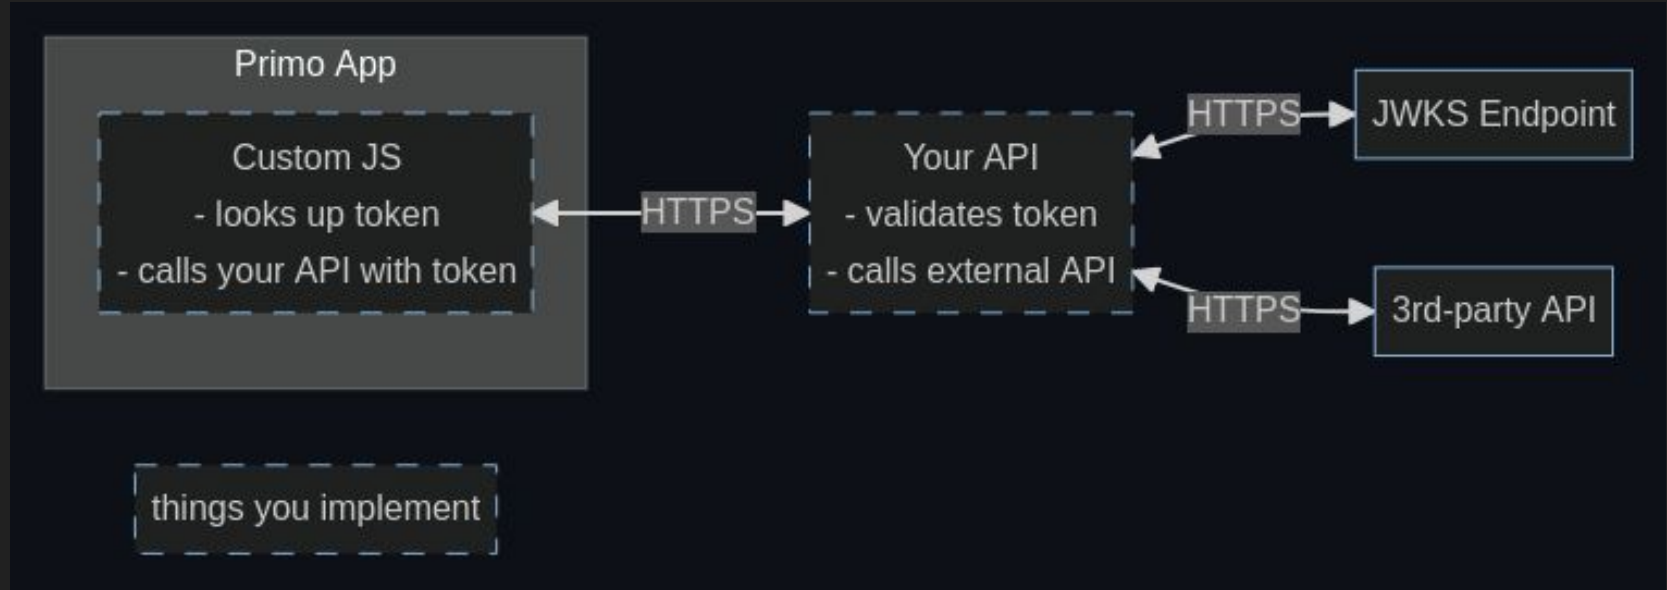 Primo App
Custom JS
- looks up token
- calls your API with token
HTTPS
Your API
- validates token
- calls external API
HTTPS
JWKS Endpoint
HTTPS
3rd-party API
things you implement